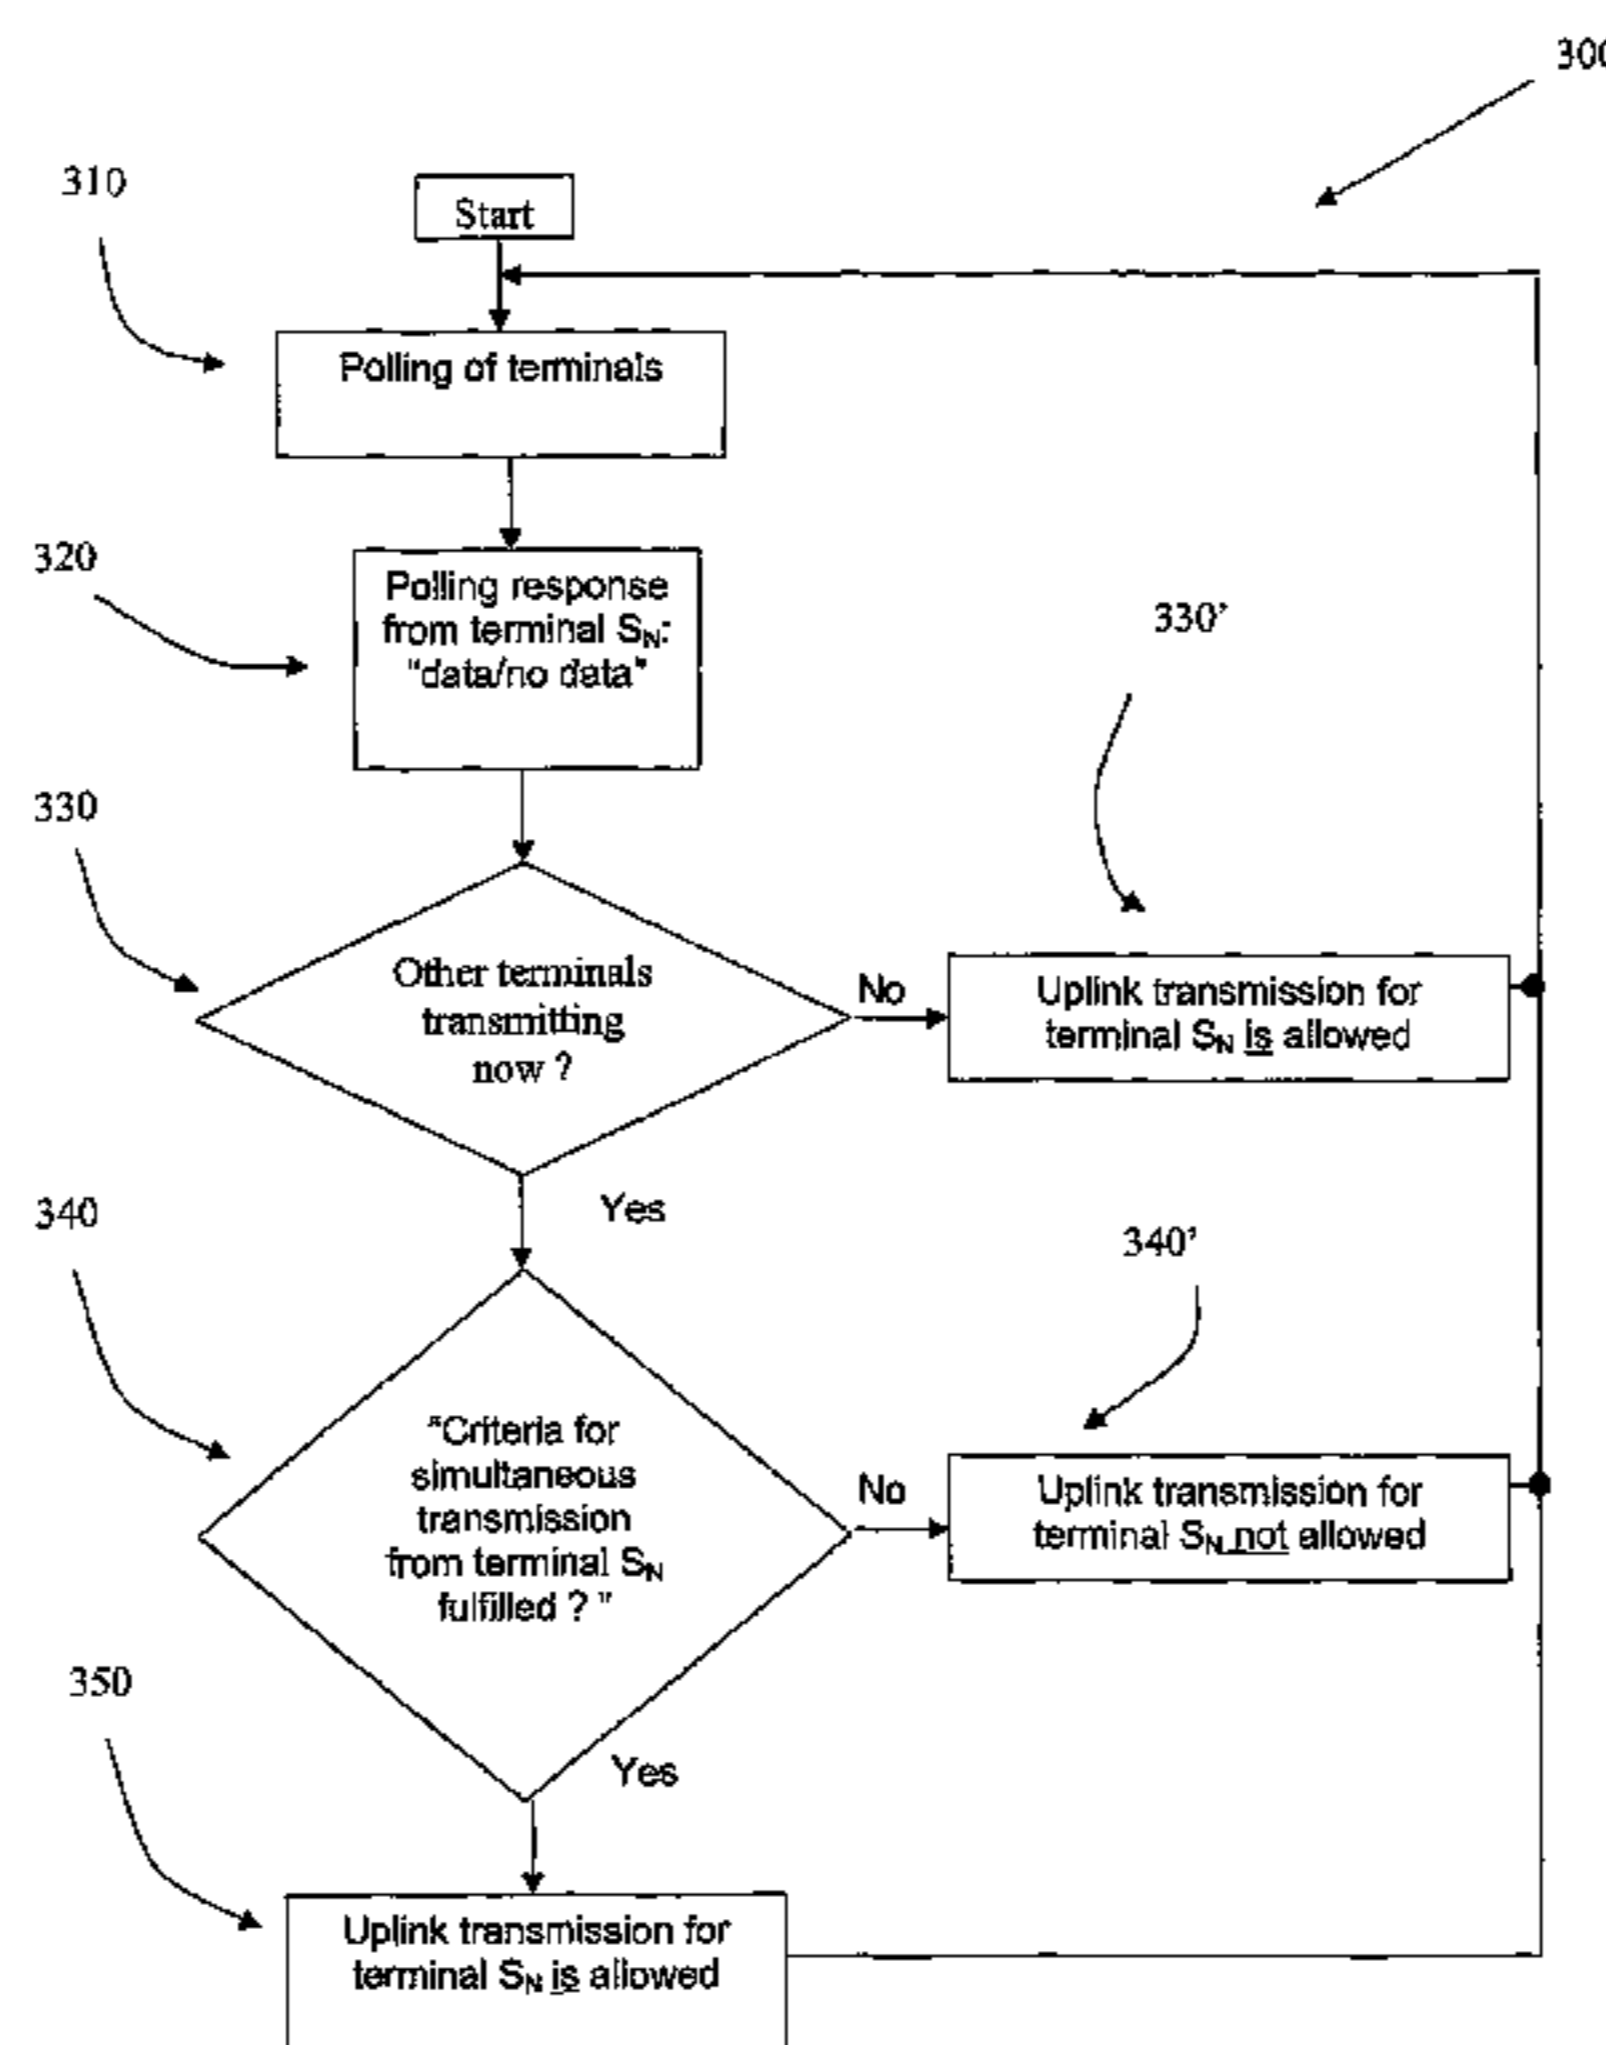 300
310
Start
Polling of terminals
320
Polling response
from terminal SN:
"data/no data"
330'
330
Other terminals
transmitting
now ?
No
Uplink transmission for
terminal SN is allowed
Yes
340
340'
"Criteria for
simultaneous
transmission
from terminal SN
fulfilled ? "
No
Uplink transmission for
terminal SN not allowed
350
Yes
Uplink transmission for
terminal SN is allowed